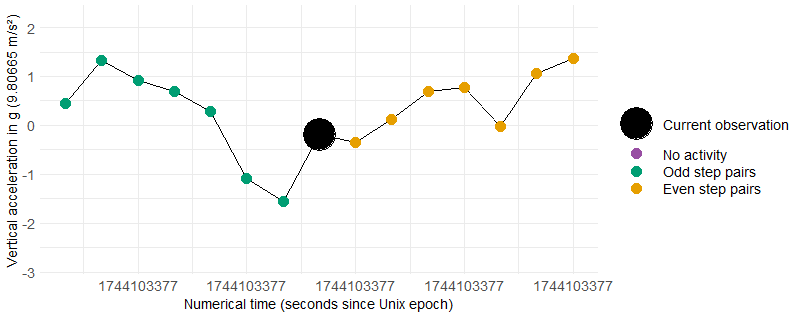 Vertical acceleration in g (9.80665 m/s²)
2
1
0
-1
-2
-3
1744103377 1744103377 1744103377 1744103377 1744103377
Numerical time (seconds since Unix epoch)
Current observation
No activity
Odd step pairs
Even step pairs